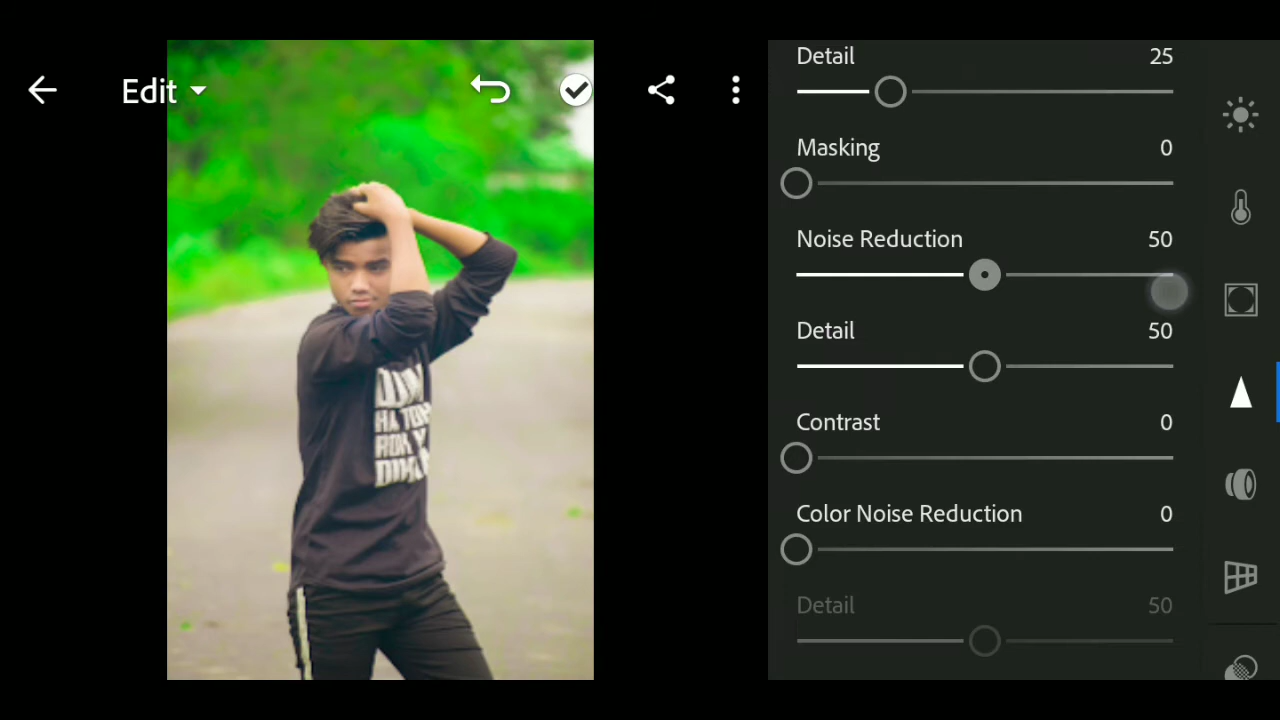 Edit
Detail 25
Masking 0
Noise Reduction 50
Detail 50
Contrast 0
Color Noise Reduction 0
Detail 50